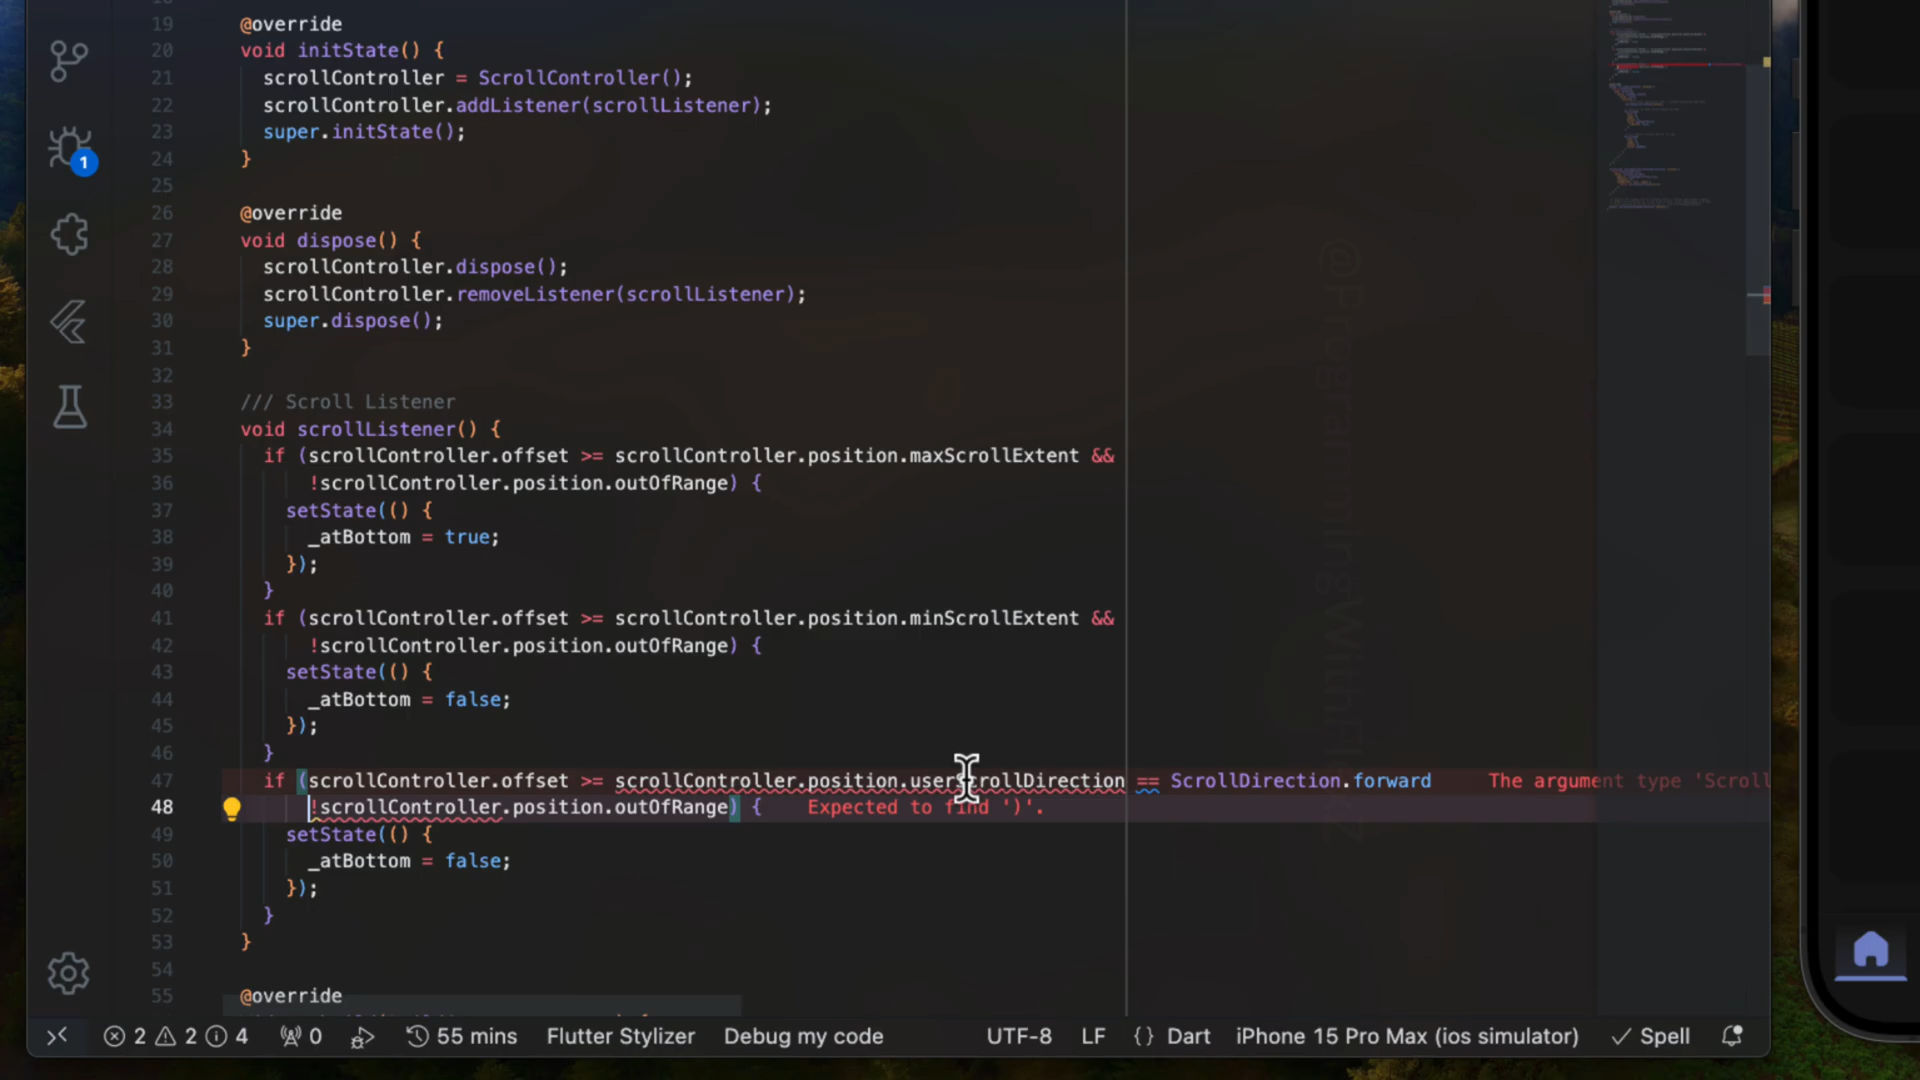 19 @override
20 void initState() {
21 scrollController = ScrollController();
22 scrollController.addListener(scrollListener);
23 super.initState();
24 }
25
26 @override
27 void dispose() {
28 scrollController.dispose();
29 scrollController.removeListener(scrollListener);
30 super.dispose();
31 }
32
33 /// Scroll Listener
34 void scrollListener() {
35 if (scrollController.offset >= scrollController.position.maxScrollExtent &&
36 !scrollController.position.outOfRange) {
37 setState(() {
38 _atBottom = true;
39 });
40 }
41 if (scrollController.offset >= scrollController.position.minScrollExtent &&
42 !scrollController.position.outOfRange) {
43 setState(() {
44 _atBottom = false;
45 });
46 }
47 if (scrollController.offset >= scrollController.position.userScrollDirection == ScrollDirection.forward The argument type 'Scroll
48 !scrollController.position.outOfRange) { Expected to find ')'.
49 setState(() {
50 _atBottom = false;
51 });
52 }
53 }
54
55 @override
1
2 2 4 0 55 mins Flutter Stylizer Debug my code UTF-8 LF {} Dart iPhone 15 Pro Max (ios simulator) Spell